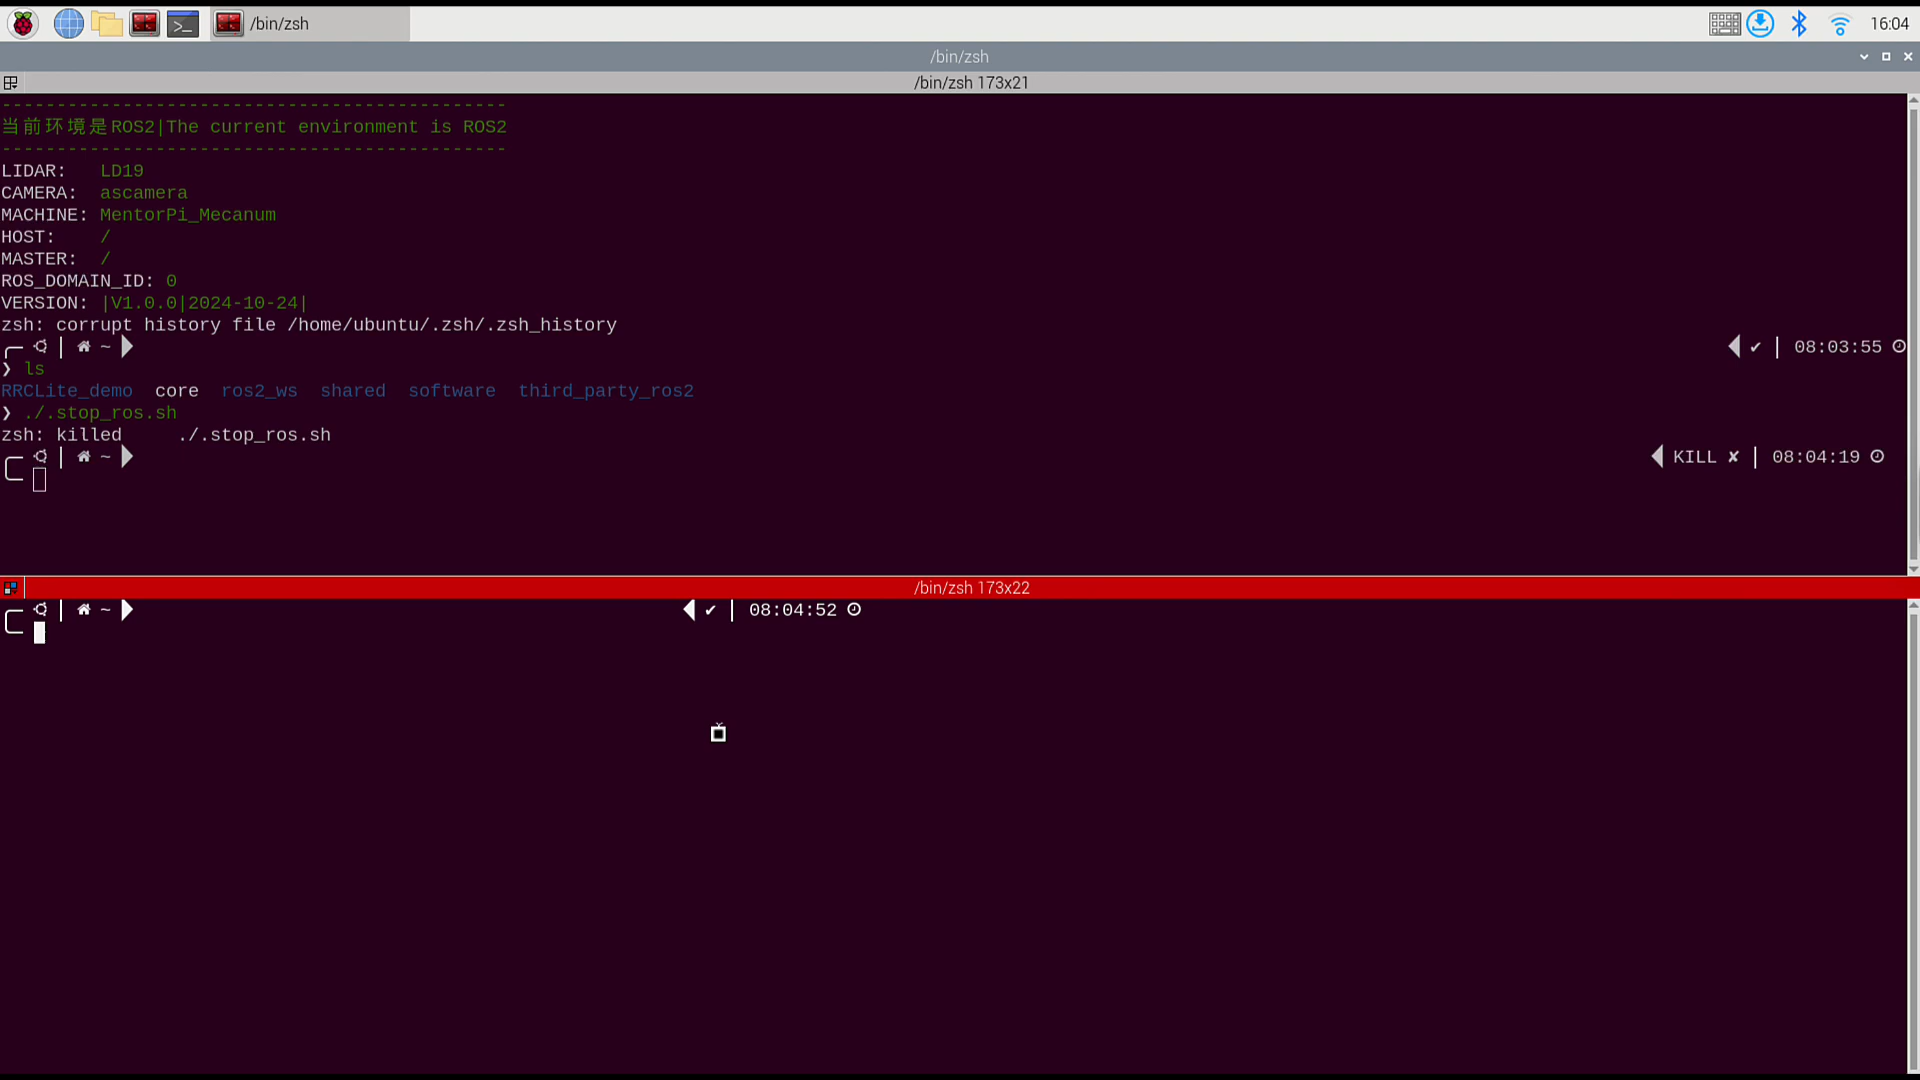 /bin/zsh
16:04
/bin/zsh
/bin/zsh 173x21
----------------------------------------------
当前环境是ROS2|The current environment is ROS2
----------------------------------------------
LIDAR: LD19
CAMERA: ascamera
MACHINE: MentorPi_Mecanum
HOST: /
MASTER: /
ROS_DOMAIN_ID: 0
VERSION: |V1.0.0|2024-10-24|
zsh: corrupt history file /home/ubuntu/.zsh/.zsh_history
| ~ ✔ | 08:03:55
❯ ls
RRCLite_demo core ros2_ws shared software third_party_ros2
❯ ./.stop_ros.sh
zsh: killed ./.stop_ros.sh
| ~ KILL ✘ | 08:04:19
/bin/zsh 173x22
| ~ ✔ | 08:04:52